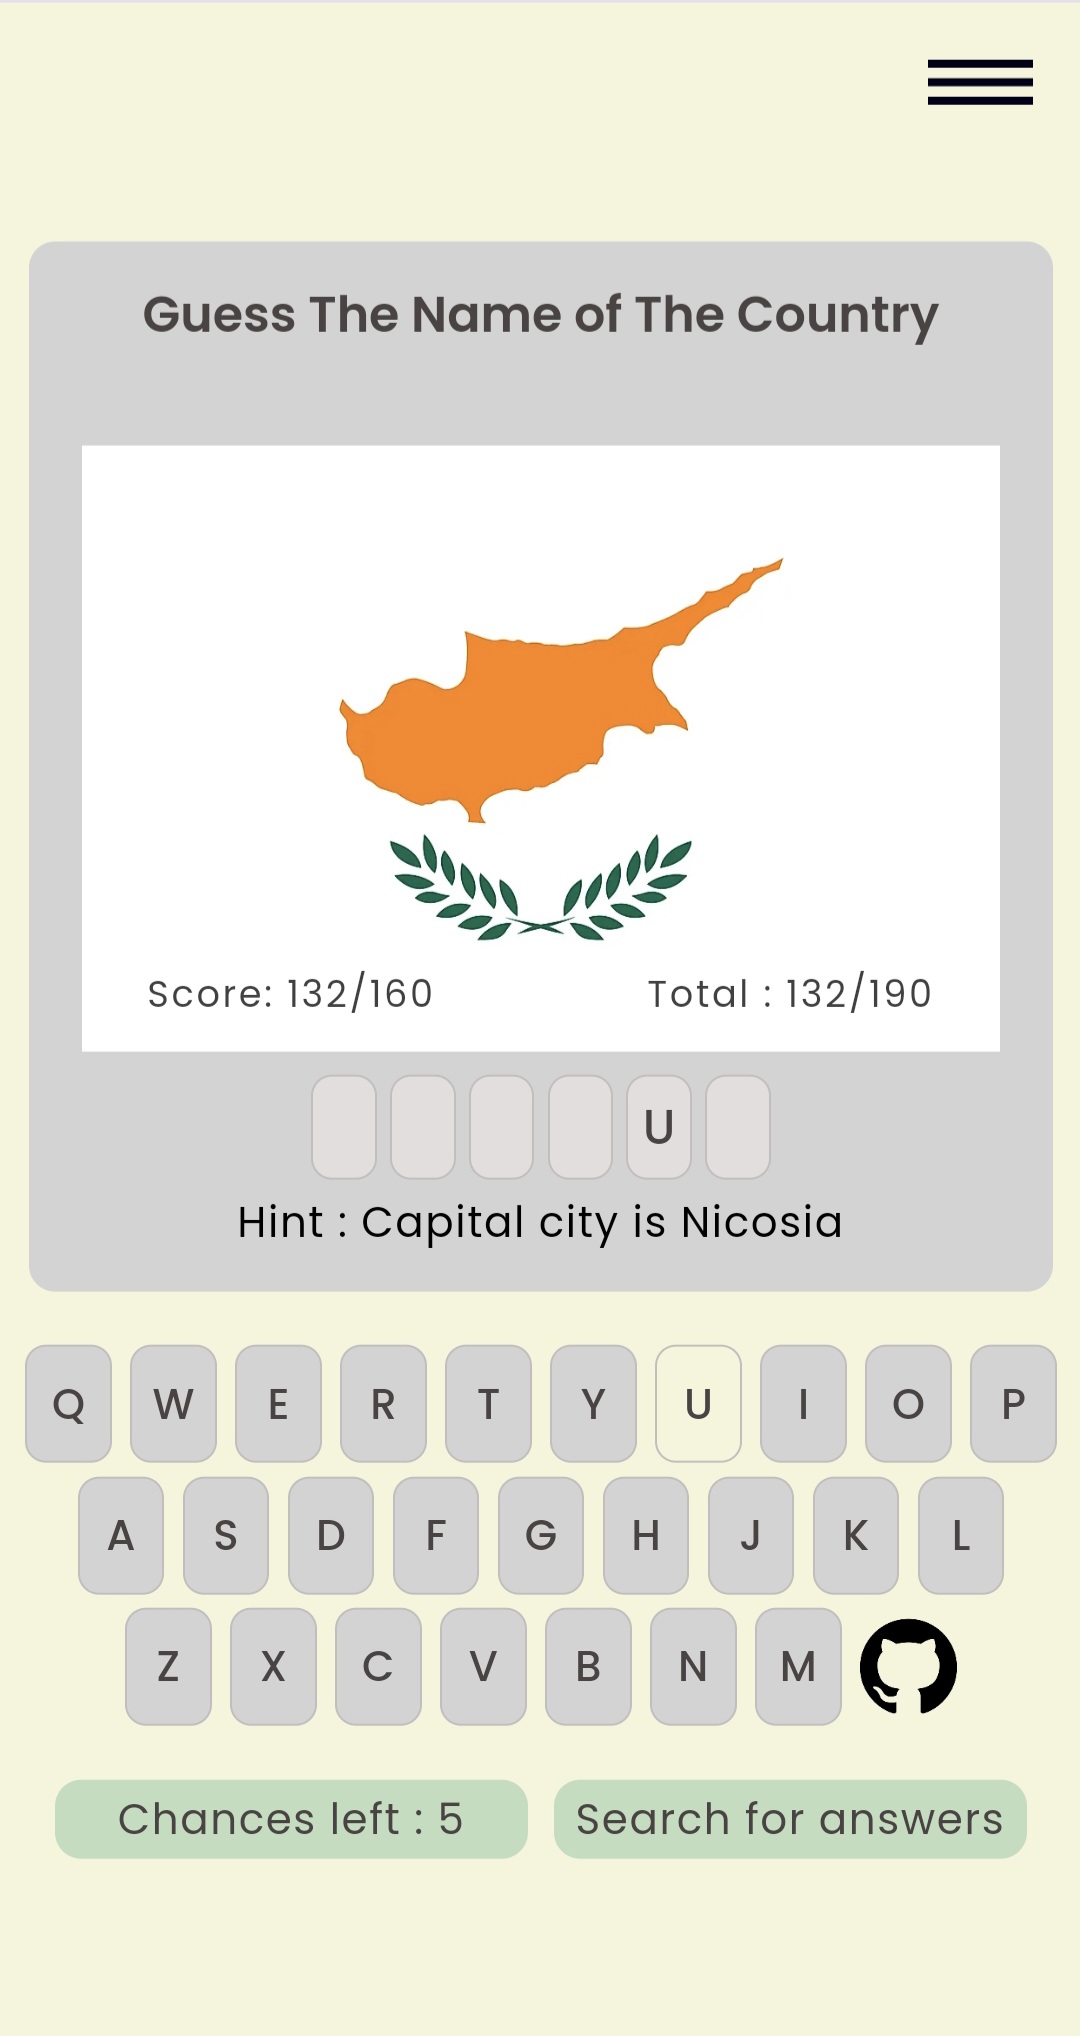 Guess The Name of The Country
Score: 132/160 Total : 132/190
U
Hint : Capital city is Nicosia
Q W E R T Y U I O P
A S D F G H J K L
Z X C V B N M
Chances left : 5 Search for answers